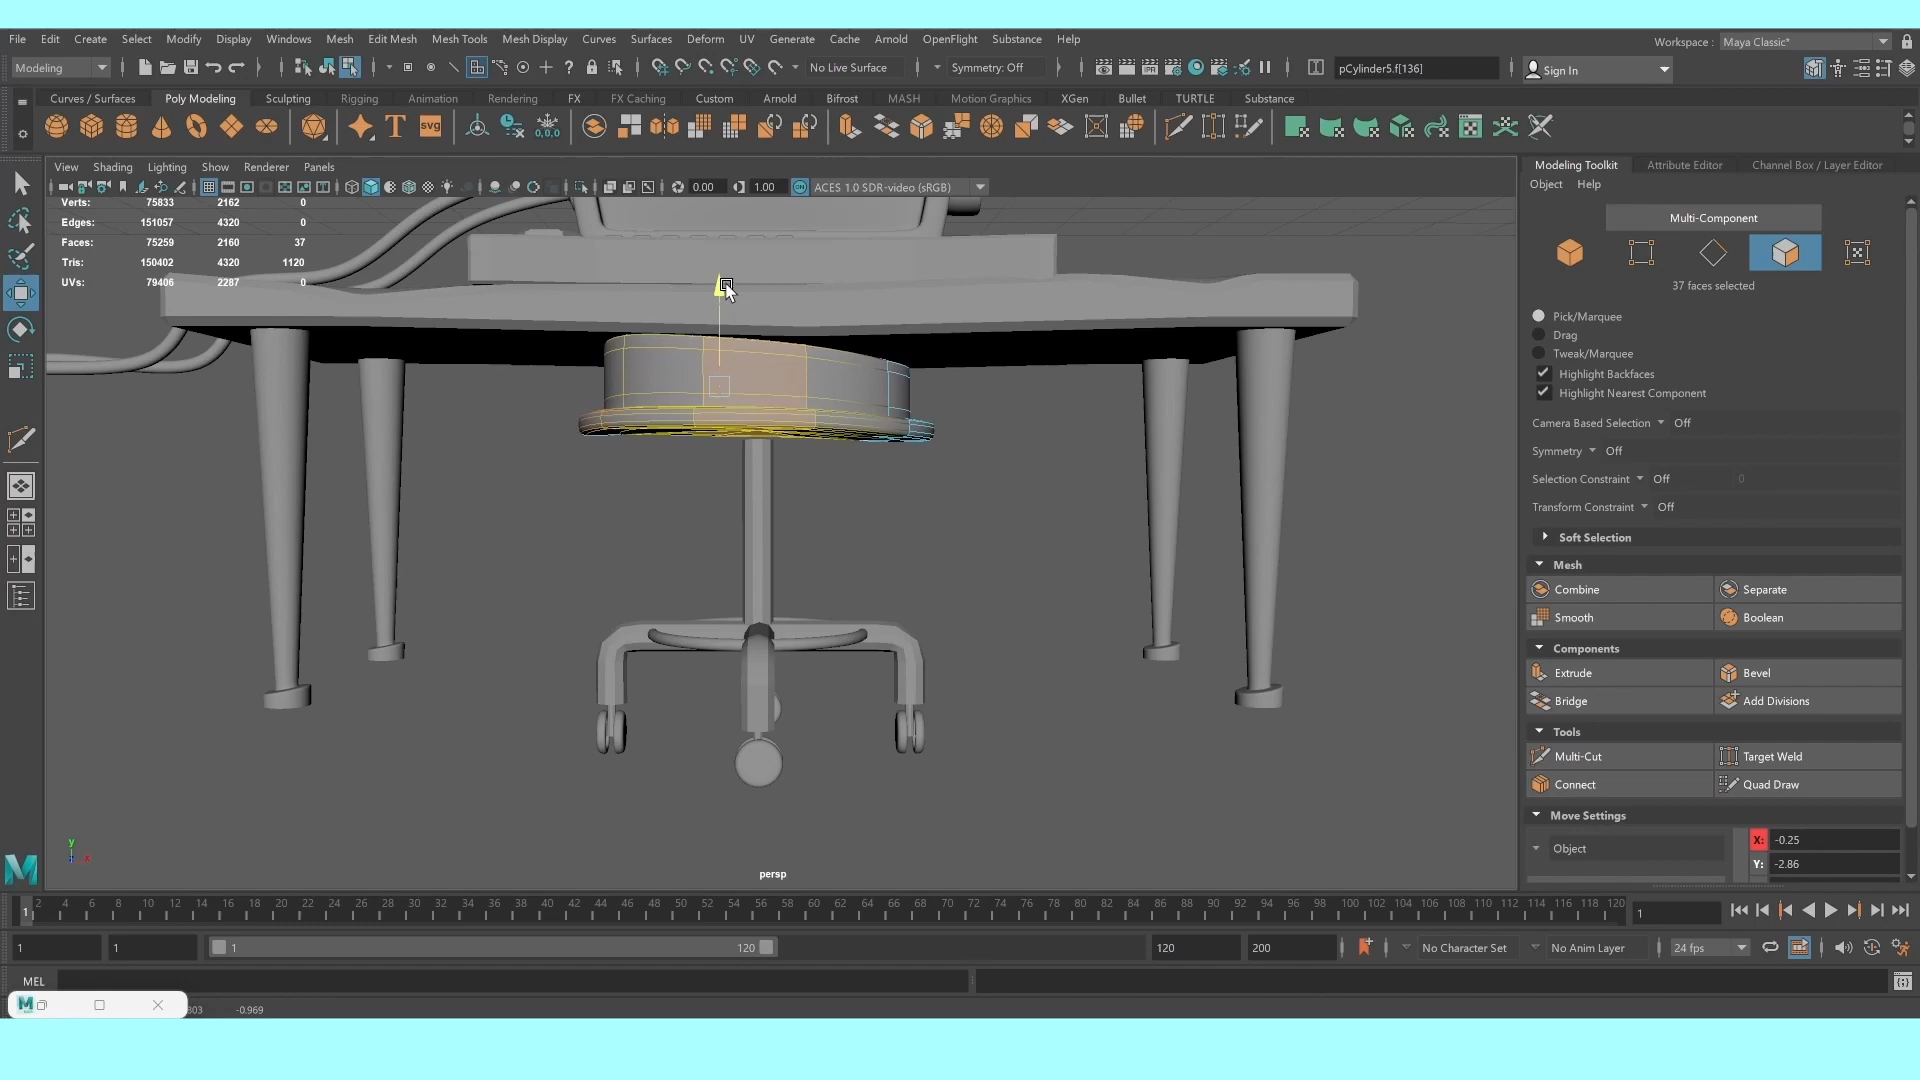 File Edit Create Select Modify Display Windows Mesh Edit Mesh Mesh Tools Mesh Display Curves Surfaces Deform UV Generate Cache Arnold OpenFlight Substance Help
Workspace : Maya Classic*
Modeling
No Live Surface
Symmetry: Off
pCylinder5.f[136]
Sign In
Curves / Surfaces Poly Modeling Sculpting Rigging Animation Rendering FX FX Caching Custom Arnold Bifrost MASH Motion Graphics XGen Bullet TURTLE Substance
View Shading Lighting Show Renderer Panels
0.00 1.00 ACES 1.0 SDR-video (sRGB)
Verts: 75833 2162 0
Edges: 151057 4320 0
Faces: 75259 2160 37
Tris: 150402 4320 1120
UVs: 79406 2287 0
y
x
persp
Modeling Toolkit Attribute Editor Channel Box / Layer Editor
Object Help
Multi-Component
37 faces selected
Pick/Marquee
Drag
Tweak/Marquee
Highlight Backfaces
Highlight Nearest Component
Camera Based Selection Off
Symmetry Off
Selection Constraint Off 0
Transform Constraint Off
Soft Selection
Mesh
Combine Separate
Smooth Boolean
Components
Extrude Bevel
Bridge Add Divisions
Tools
Multi-Cut Target Weld
Connect Quad Draw
Move Settings
Object
X: -0.25
Y: -2.86
1 2 4 6 8 10 12 14 16 18 20 22 24 26 28 30 32 34 36 38 40 42 44 46 48 50 52 54 56 58 60 62 64 66 68 70 72 74 76 78 80 82 84 86 88 90 92 94 96 98 100 102 104 106 108 110 112 114 116 118 120
1
1 1 1 120 120 200 No Character Set No Anim Layer 24 fps
MEL
-0.969